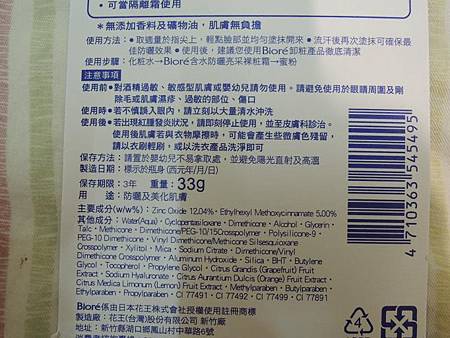 • 可當隔離霜使用
*無添加香料及礦物油,肌膚無負擔
使用方法:• 取適量於指尖上,輕點臉並均勻塗抹開來 • 流汗後再次塗抹可確保最
佳防曬效果 • 使用後,建議您使用Bioré卸粧產品徹底清潔
使用步驟:化粧水→Bioré含水防曬亮采裸粧霜→蜜粉
注意事項
使用前•對酒精過敏、敏感型肌膚或嬰幼兒請勿使用。請避免使用於眼睛周圍及剛
除毛或肌膚濕疹、過敏的部位、傷口
使用時•若不慎誤入眼內,請立刻以大量清水沖洗
使用後•若出現紅腫發炎狀況,請即刻停止使用,並至皮膚科診治。
使用後肌膚若與衣物摩擦時,可能會產生些微膚色殘留,
請以衣刷輕刷,或以洗衣產品洗淨即可
保存方法:請置於嬰幼兒不易拿取處,並避免陽光直射及高溫
製造日期:標示於瓶身(西元年/月/日)
保存期限:3年 重量:33g
用 途:防曬及美化肌膚
主要成分(w/w%):Zinc Oxide 12.04%、Ethylhexyl Methoxycinnamate 5.00%
其他成分:Water(Aqua)、Cyclopentasiloxane、Dimethicone、Alcohol、Glycerin、
Talc、Methicone、Dimethicone/PEG-10/15Crosspolymer、Polysilicone-9、
PEG-10 Dimethicone、Vinyl Dimethicone/Methicone Silsesquioxane
Crosspolymer、Xylitol、Mica、Sodium Citrate、Dimethicone/Vinyl
Dimethicone Crosspolymer、Aluminum Hydroxide、Silica、BHT、Butylene
Glycol、Tocopherol、Propylene Glycol、Citrus Grandis (Grapefruit) Fruit
Extract、Sodium Hyaluronate、Citrus Aurantium Dulcis (Orange) Fruit Extract、
Citrus Medica Limonum (Lemon) Fruit Extract、Methylparaben、Butylparaben、
Ethylparaben、Propylparaben、CI 77491、CI 77492、CI 77499、CI 77891
Bioré係由日本花王株式會社授權使用註冊商標
製造廠:花王(台灣)股份有限公司 新竹廠
地址:新竹縣湖口鄉鳳山村中華路6號
4 710363 545495
4